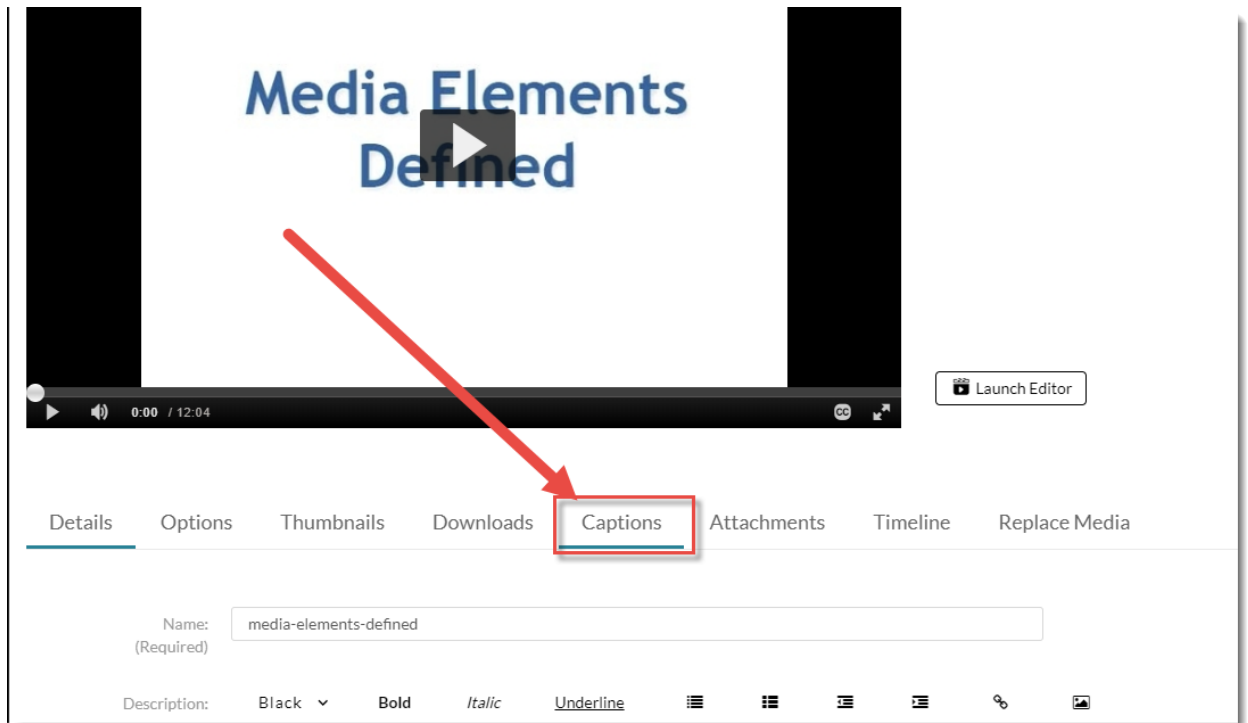 Media Elements
Defined
0:00 / 12:04
CC
Launch Editor
Details Options Thumbnails Downloads Captions Attachments Timeline Replace Media
Name: media-elements-defined
(Required)
Description: Black Bold Italic Underline